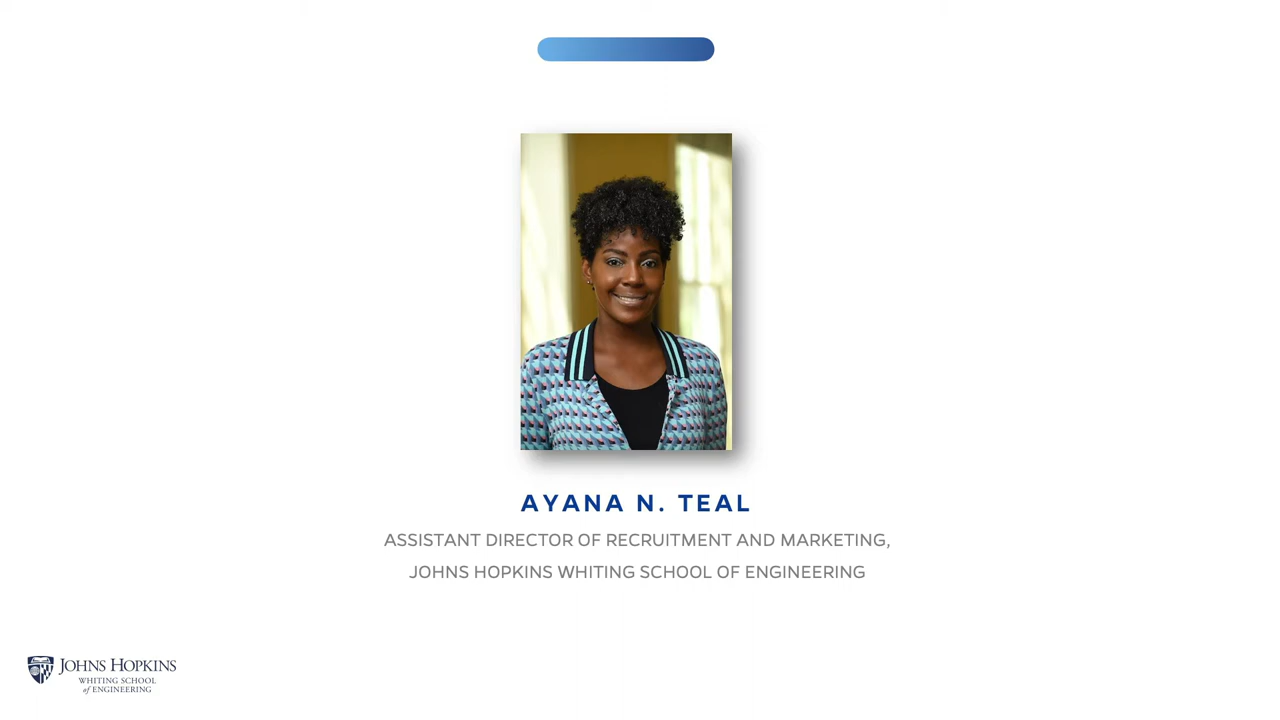 AYANA N. TEAL
ASSISTANT DIRECTOR OF RECRUITMENT AND MARKETING,
JOHNS HOPKINS WHITING SCHOOL OF ENGINEERING
JOHNS HOPKINS
WHITING SCHOOL
of ENGINEERING